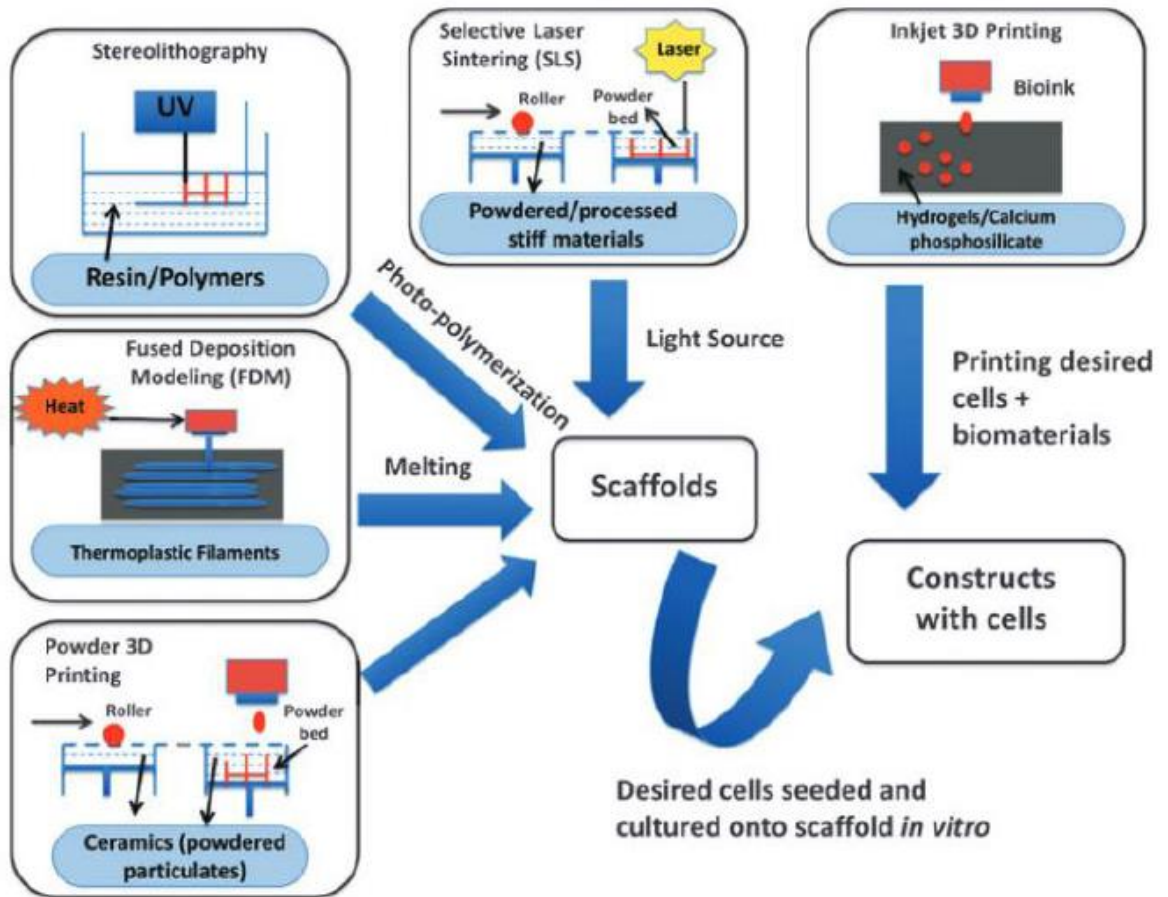 Stereolithography
UV
Resin/Polymers
Selective Laser
Sintering (SLS)
Laser
Roller
Powder
bed
Powdered/processed
stiff materials
Inkjet 3D Printing
Bioink
Hydrogels/Calcium
phosphosilicate
Photo-polymerization
Light Source
Printing desired
cells +
biomaterials
Fused Deposition
Modeling (FDM)
Heat
Thermoplastic Filaments
Melting
Scaffolds
Constructs
with cells
Powder 3D
Printing
Roller
Powder
bed
Ceramics (powdered
particulates)
Desired cells seeded and
cultured onto scaffold in vitro